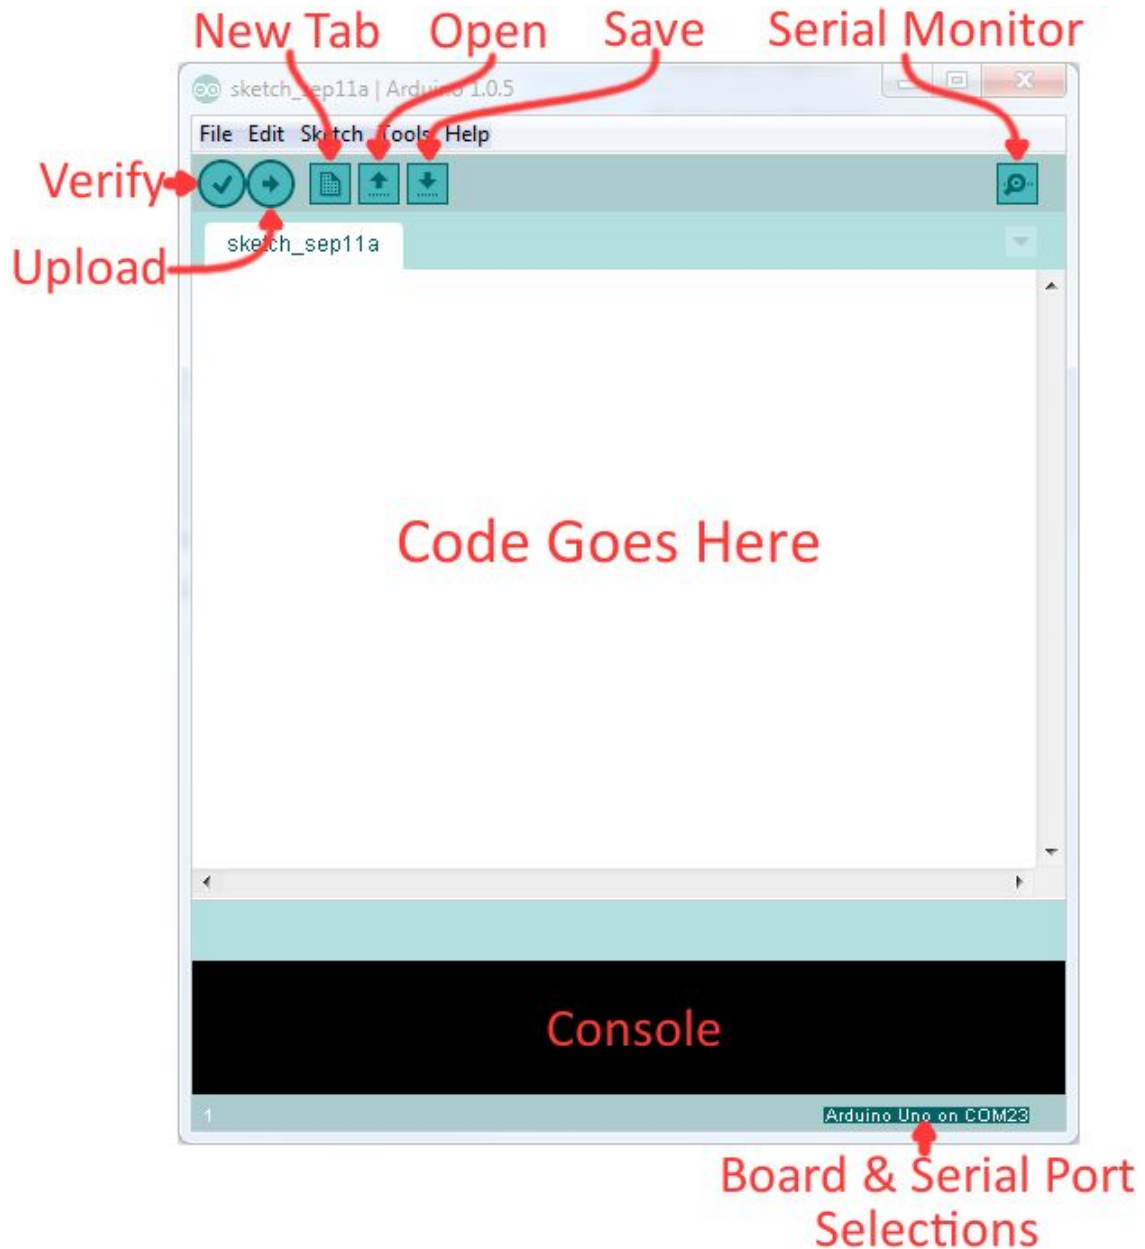 New Tab Open Save Serial Monitor
sketch_sep11a | Arduino 1.0.5
File Edit Sketch Tools Help
Verify
sketch_sep11a
Upload
Code Goes Here
Console
1
Arduino Uno on COM23
Board & Serial Port
Selections